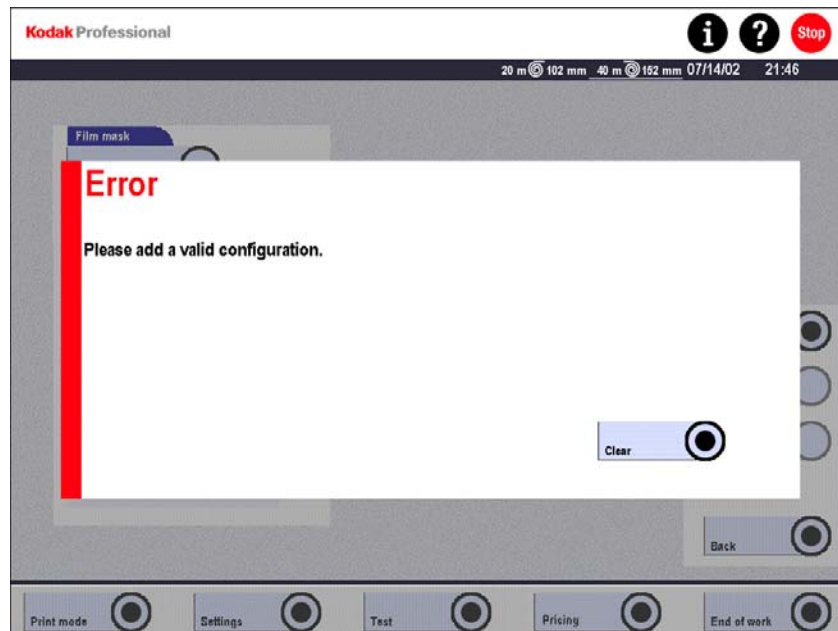 Kodak Professional
i ? Stop
20 m 102 mm 40 m 152 mm 07/14/02 21:46
Film mask
Error
Please add a valid configuration.
Clear
Back
Print mode Settings Test Pricing End of work